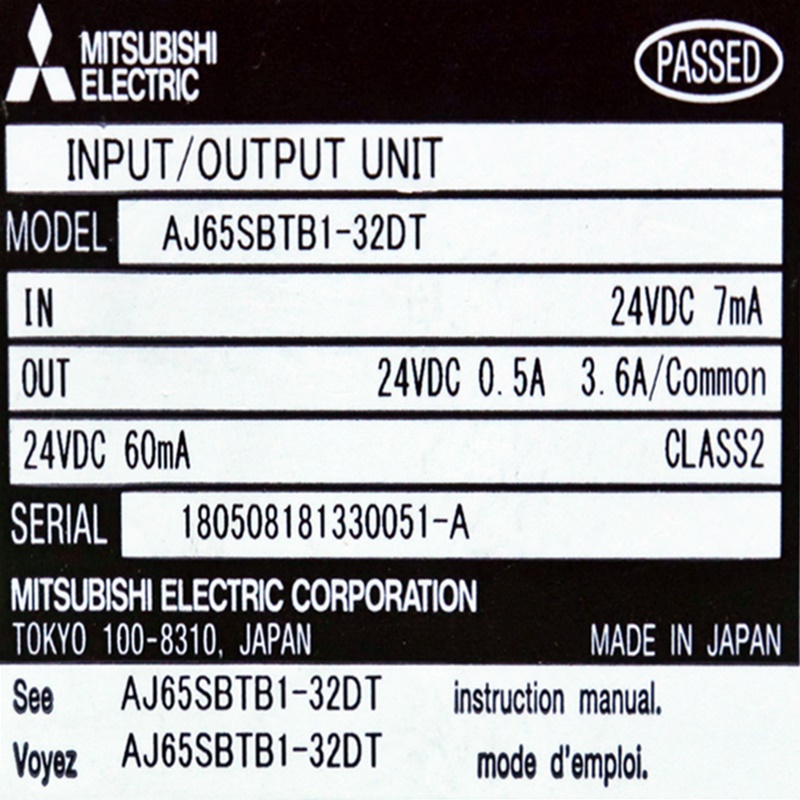 MITSUBISHI
ELECTRIC
PASSED
INPUT/OUTPUT UNIT
MODEL AJ65SBTB1-32DT
IN 24VDC 7mA
OUT 24VDC 0.5A 3.6A/Common
24VDC 60mA CLASS2
SERIAL 180508181330051-A
MITSUBISHI ELECTRIC CORPORATION
TOKYO 100-8310, JAPAN MADE IN JAPAN
See AJ65SBTB1-32DT instruction manual.
Voyez AJ65SBTB1-32DT mode d'emploi.